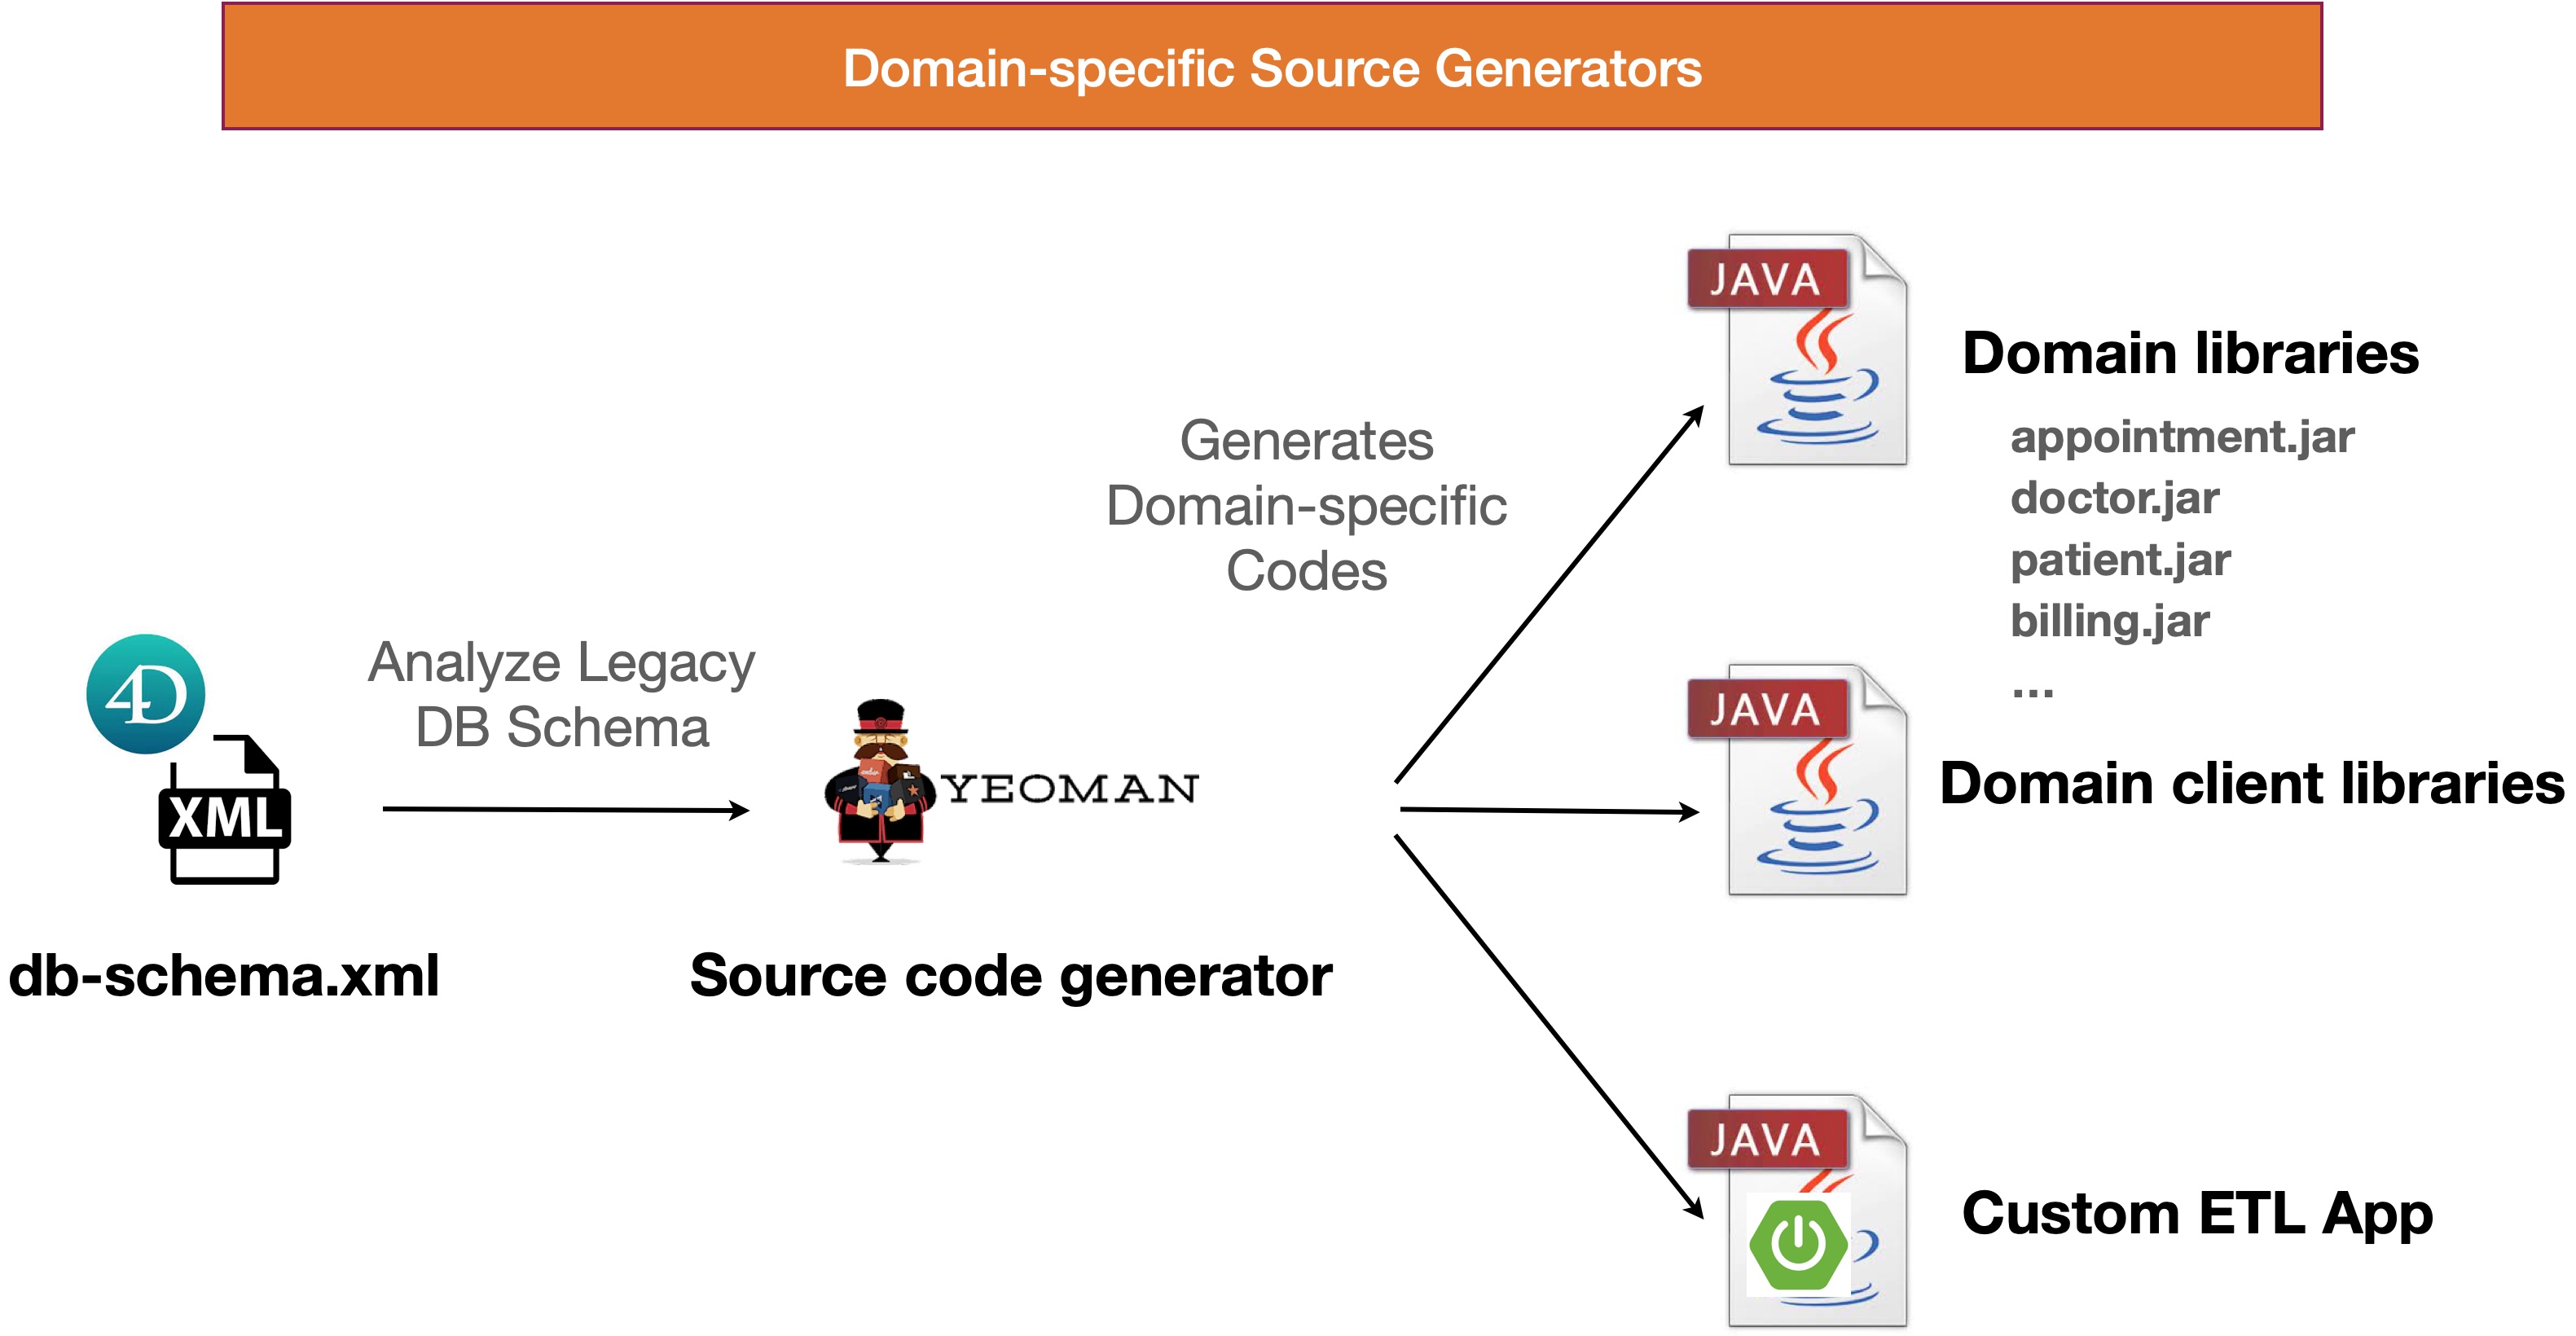 Domain-specific Source Generators
JAVA
Domain libraries
appointment.jar
doctor.jar
patient.jar
billing.jar
...
Generates
Domain-specific
Codes
4D
XML
Analyze Legacy
DB Schema
YEOMAN
JAVA
Domain client libraries
db-schema.xml
Source code generator
JAVA
Custom ETL App